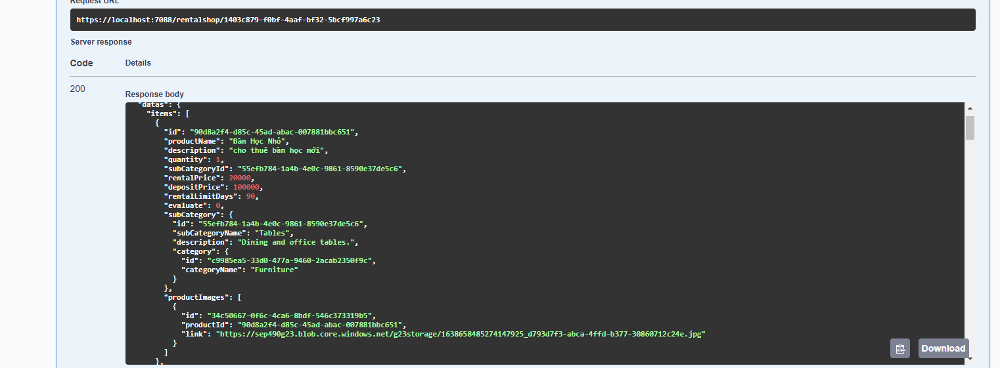 Request URL
https://localhost:7088/rentalshop/1403c879-f0bf-4aaf-bf32-5bcf997a6c23
Server response
Code Details
200
Response body
"datas": {
"items": [
{
"id": "90d8a2f4-d85c-45ad-abac-007881bbc651",
"productName": "Bàn Học Nhỏ",
"description": "cho thuê bàn học mới",
"quantity": 1,
"subCategoryId": "55efb784-1a4b-4e0c-9861-8590e37de5c6",
"rentalPrice": 20000,
"depositPrice": 100000,
"rentalLimitDays": 90,
"evaluate": 0,
"subCategory": {
"id": "55efb784-1a4b-4e0c-9861-8590e37de5c6",
"subCategoryName": "Tables",
"description": "Dining and office tables.",
"category": {
"id": "c9985ea5-33d0-477a-9460-2acab2350f9c",
"categoryName": "Furniture"
}
},
"productImages": [
{
"id": "34c50667-0f6c-4ca6-8bdf-546c373319b5",
"productId": "90d8a2f4-d85c-45ad-abac-007881bbc651",
"link": "https://sep490g23.blob.core.windows.net/g23storage/1638658485274147925_d793d7f3-abca-4ffd-b377-30860712c24e.jpg"
}
]
},
Download